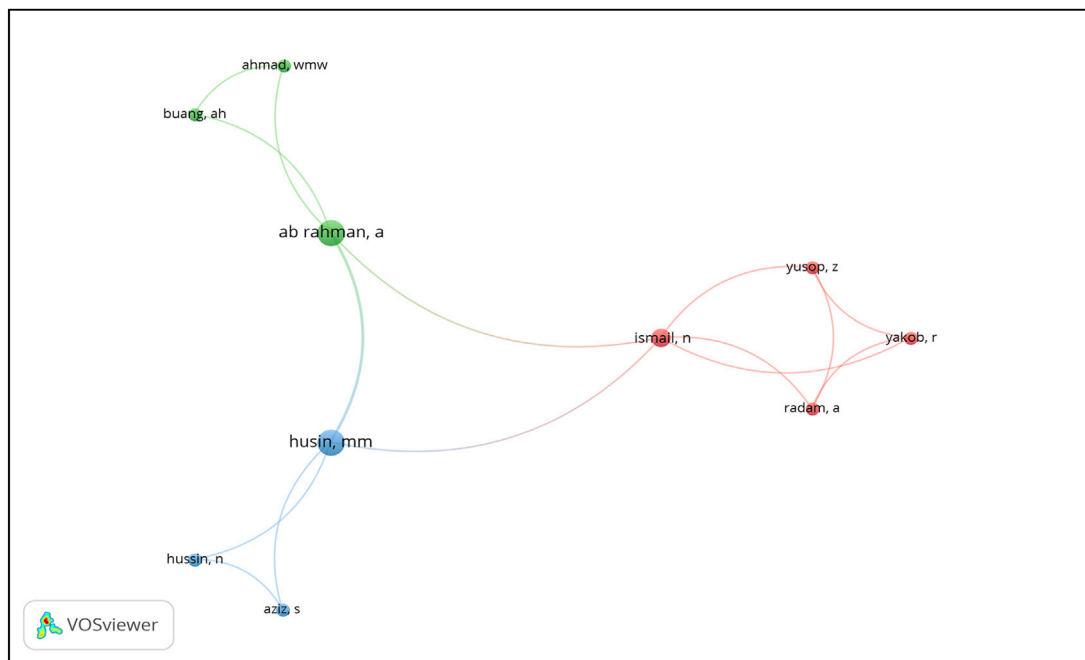 ahmad, wmw
buang, ah
ab rahman, a
yusop, z
ismail, n
yakob, r
radam, a
husin, mm
hussin, n
aziz, s
VOSviewer